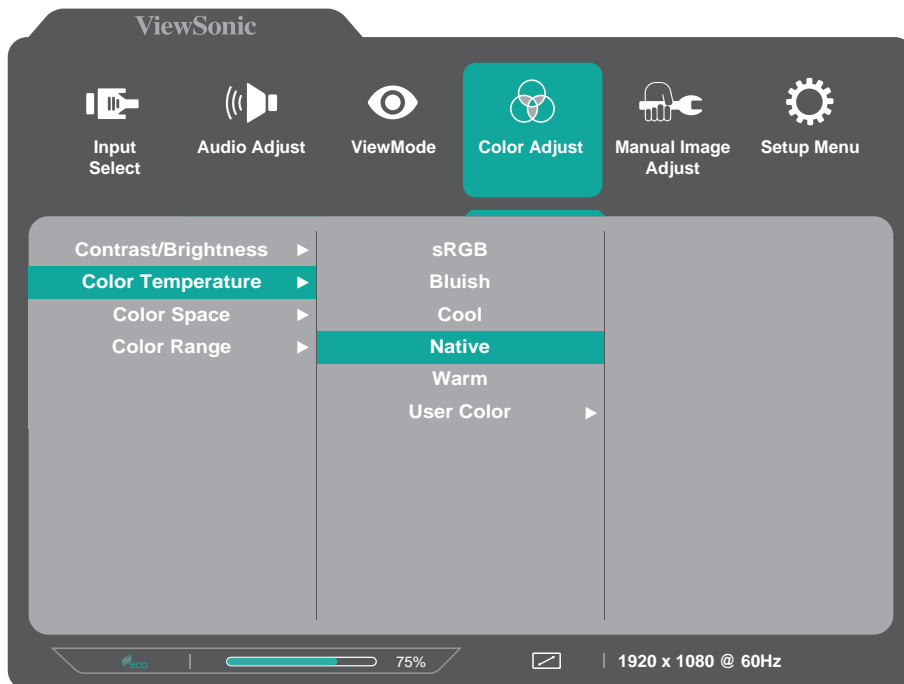 ViewSonic
Input Select
Audio Adjust
ViewMode
Color Adjust
Manual Image Adjust
Setup Menu
Contrast/Brightness
Color Temperature
Color Space
Color Range
sRGB
Bluish
Cool
Native
Warm
User Color
eco
75%
1920 x 1080 @ 60Hz